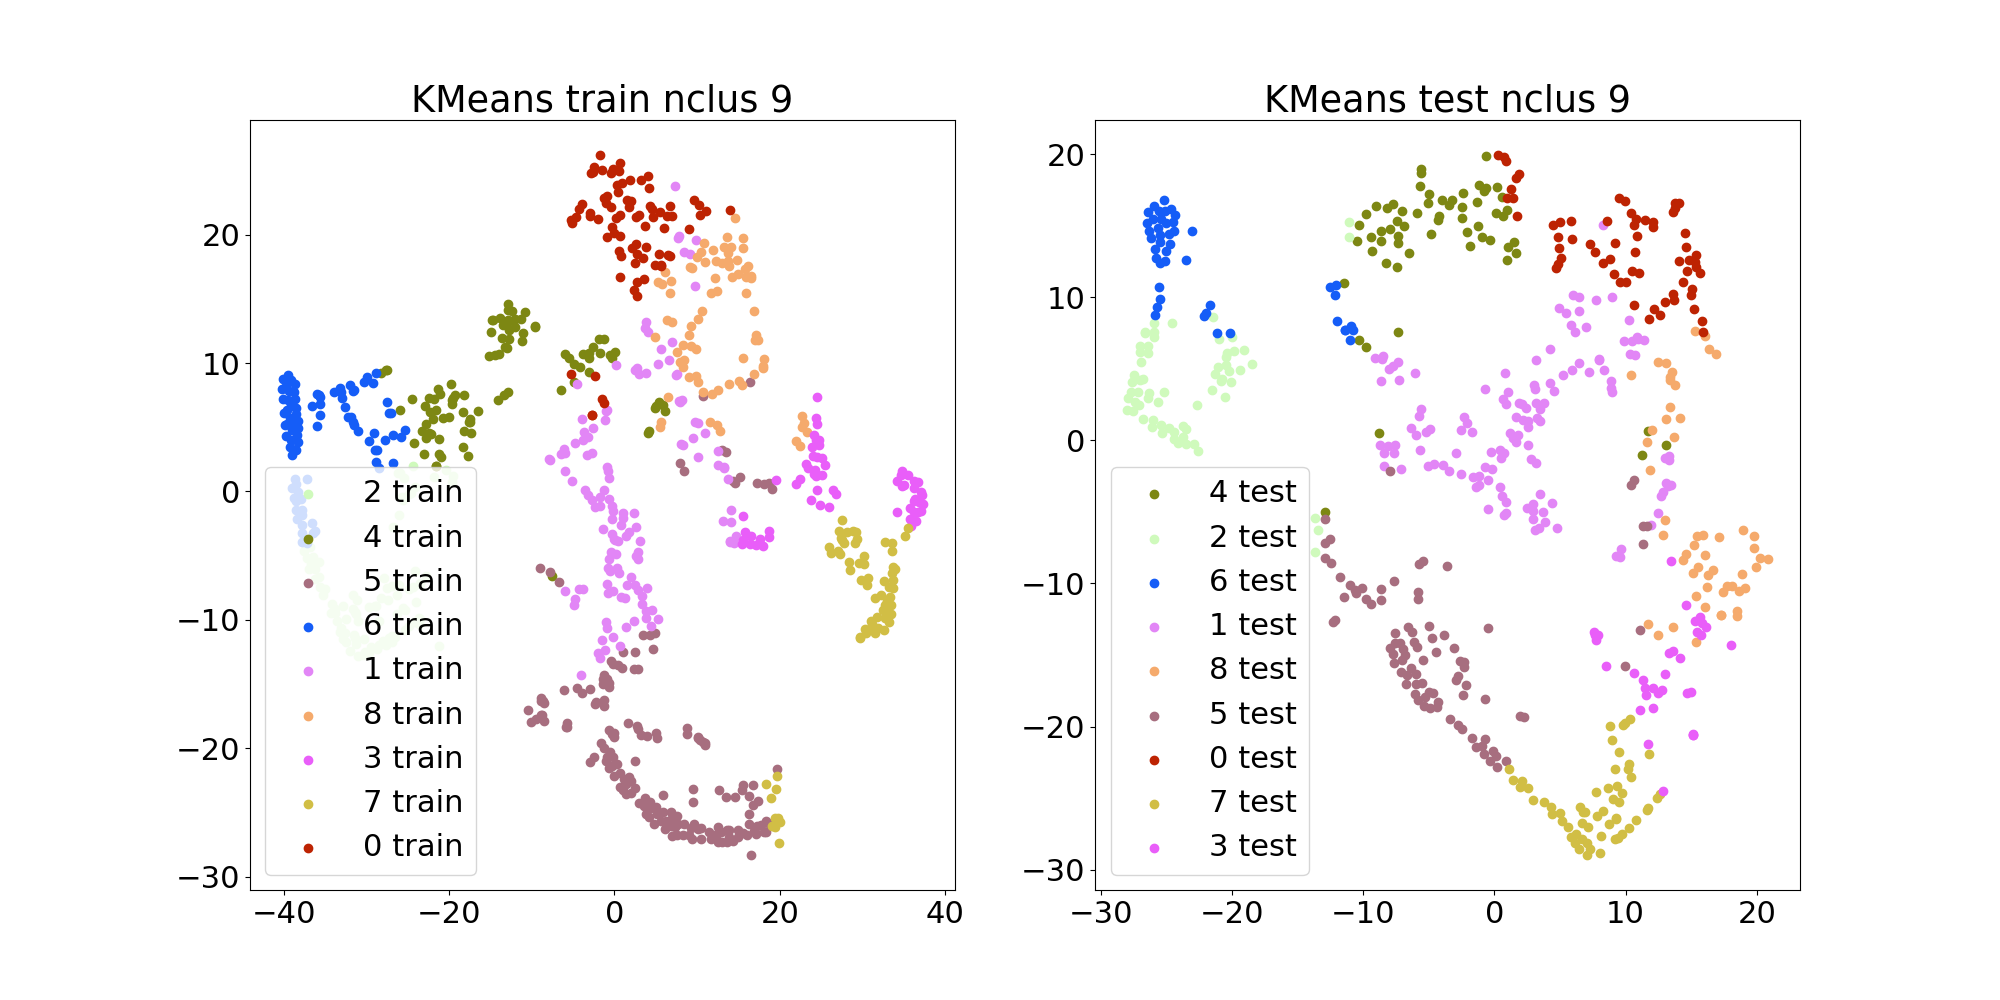 KMeans train nclus 9
20
10
0
−10
−20
−30
−40
−20
0
20
40
2 train
4 train
5 train
6 train
1 train
8 train
3 train
7 train
0 train
KMeans test nclus 9
20
10
0
−10
−20
−30
−30
−20
−10
0
10
20
4 test
2 test
6 test
1 test
8 test
5 test
0 test
7 test
3 test